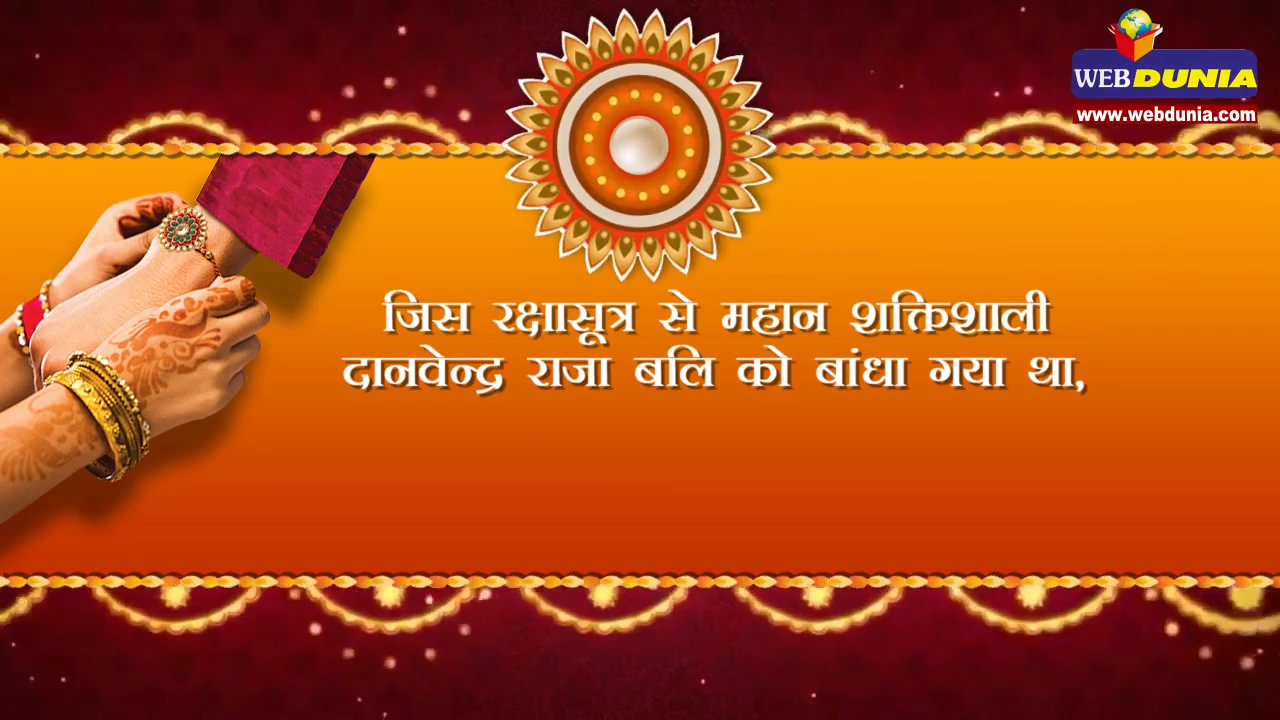 WEBDUNIA
www.webdunia.com
जिस रक्षासूत्र से महान शक्तिशाली
दानवेन्द्र राजा बलि को बांधा गया था,